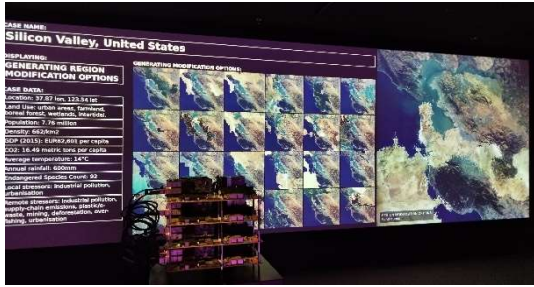 CASE NAME:
Silicon Valley, United States
DISPLAYING:
GENERATING REGION
MODIFICATION OPTIONS
CASE DATA:
Location: 37.87 lon, 123.54 lat
Land Use: urban areas, farmland,
boreal forest, wetlands, intertidal.
Population: 7.76 million
Density: 662/km2
GDP (2015): EUR82,601 per capita
CO2: 16.49 metric tons per capita
Average temperature: 14°C
Annual rainfall: 600mm
Endangered Species Count: 92
Local stressors: Industrial pollution,
urbanisation
Remote stressors: Industrial pollution,
supply-chain emissions, plastic/e-
waste, mining, deforestation, over-
fishing, urbanisation
GENERATING MODIFICATION OPTIONS: